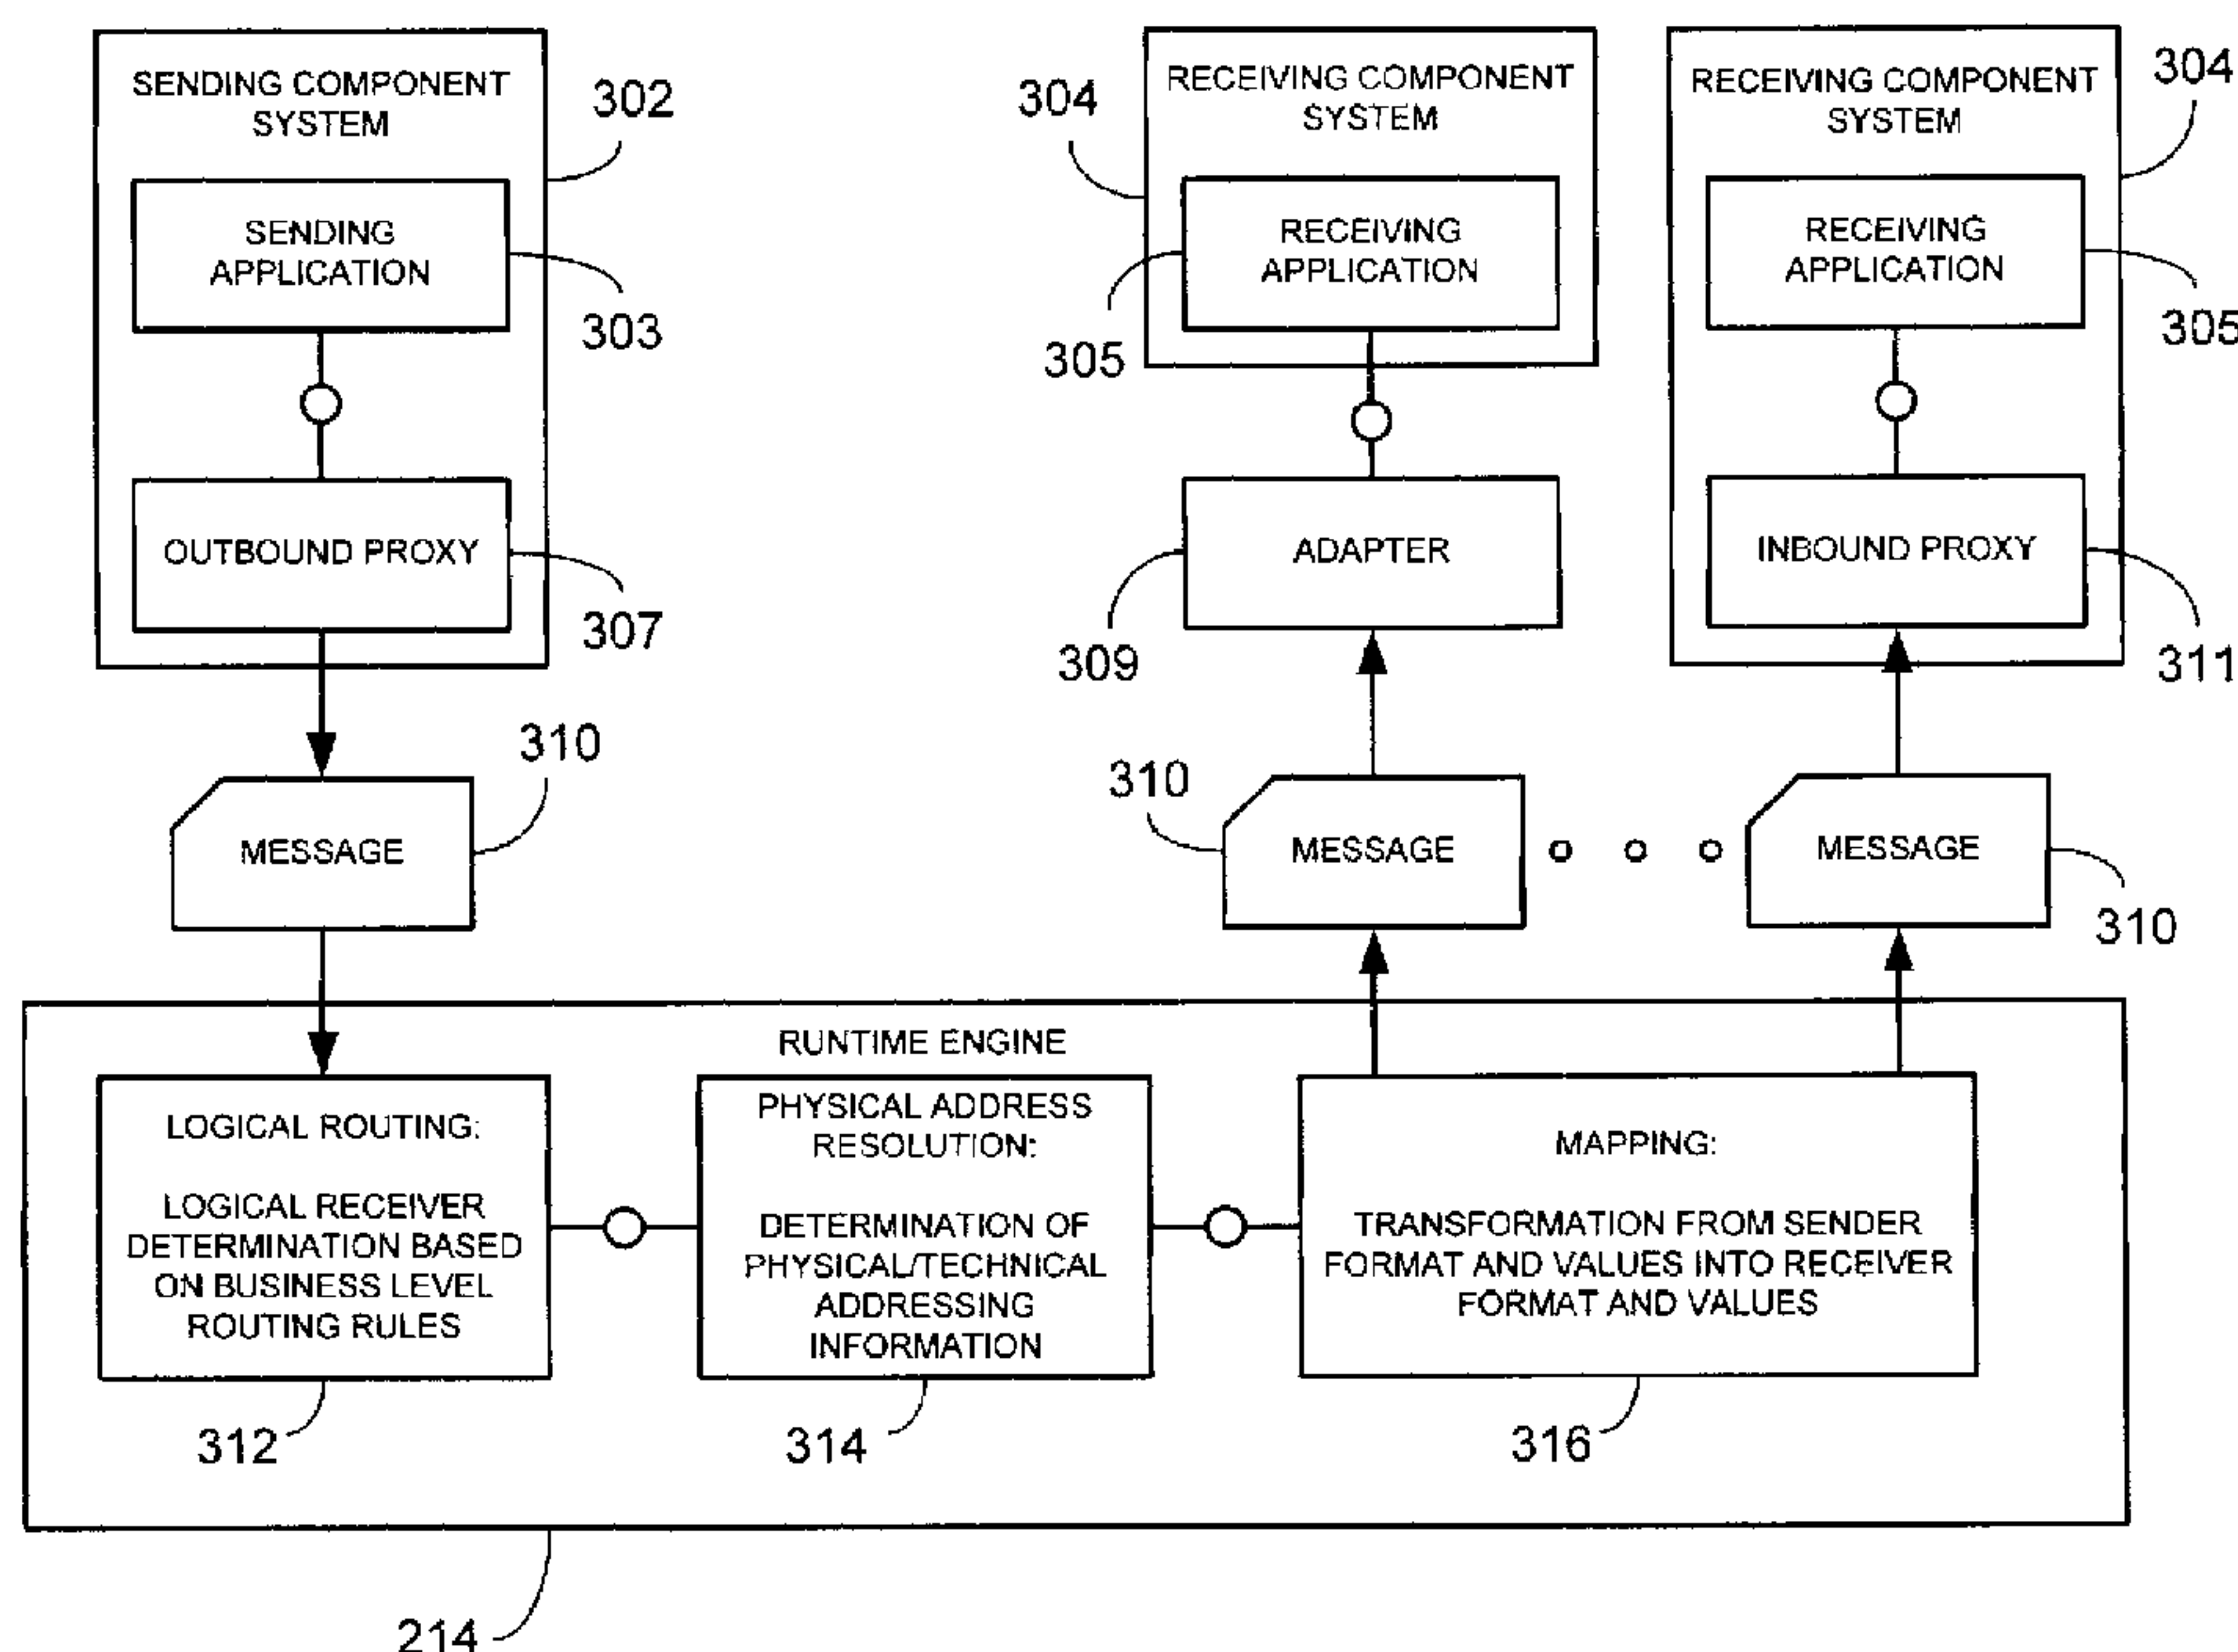 SENDING COMPONENT
SYSTEM
302
SENDING
APPLICATION
303
OUTBOUND PROXY
307
304
RECEIVING COMPONENT
SYSTEM
RECEIVING
APPLICATION
305
ADAPTER
309
RECEIVING COMPONENT
SYSTEM
304
RECEIVING
APPLICATION
305
INBOUND PROXY
311
310
MESSAGE
310
MESSAGE
MESSAGE
310
RUNTIME ENGINE
LOGICAL ROUTING:
LOGICAL RECEIVER
DETERMINATION BASED
ON BUSINESS LEVEL
ROUTING RULES
312
PHYSICAL ADDRESS
RESOLUTION:
DETERMINATION OF
PHYSICAL/TECHNICAL
ADDRESSING
INFORMATION
314
MAPPING:
TRANSFORMATION FROM SENDER
FORMAT AND VALUES INTO RECEIVER
FORMAT AND VALUES
316
214